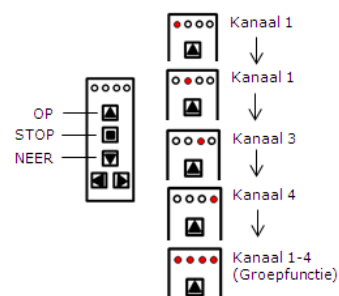 Kanaal 1
Kanaal 1
OP
STOP
NEER
Kanaal 3
Kanaal 4
Kanaal 1-4
(Groepfunctie)